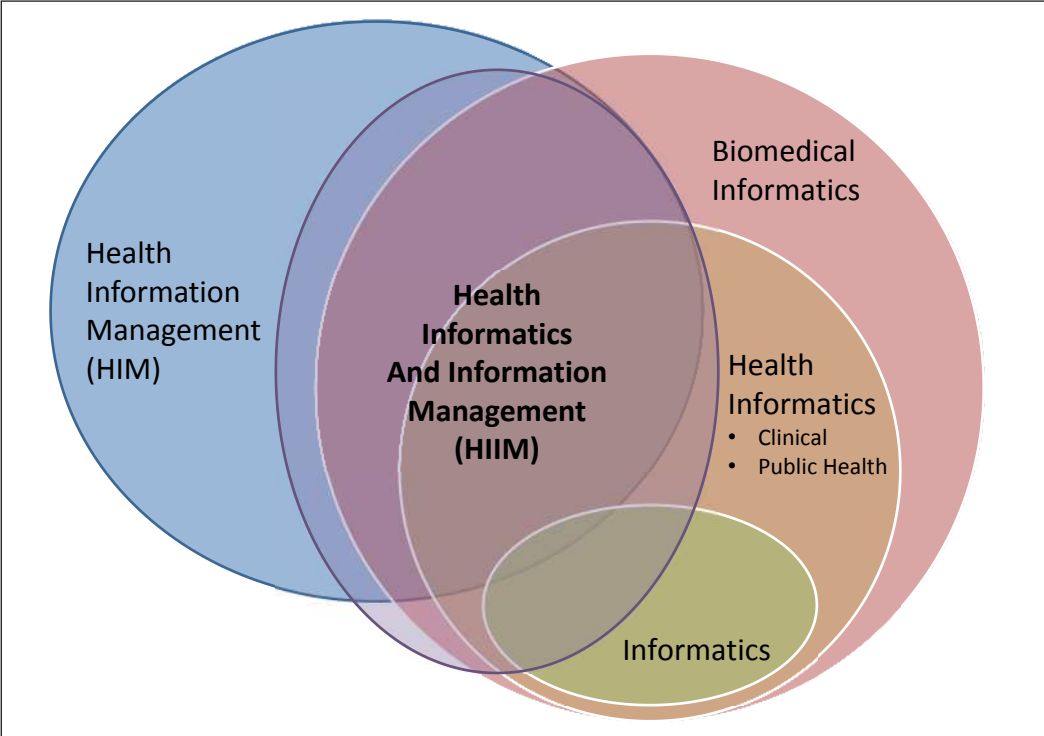 Health
Information
Management
(HIM)
Health
Informatics
And Information
Management
(HIIM)
Biomedical
Informatics
Health
Informatics
• Clinical
• Public Health
Informatics